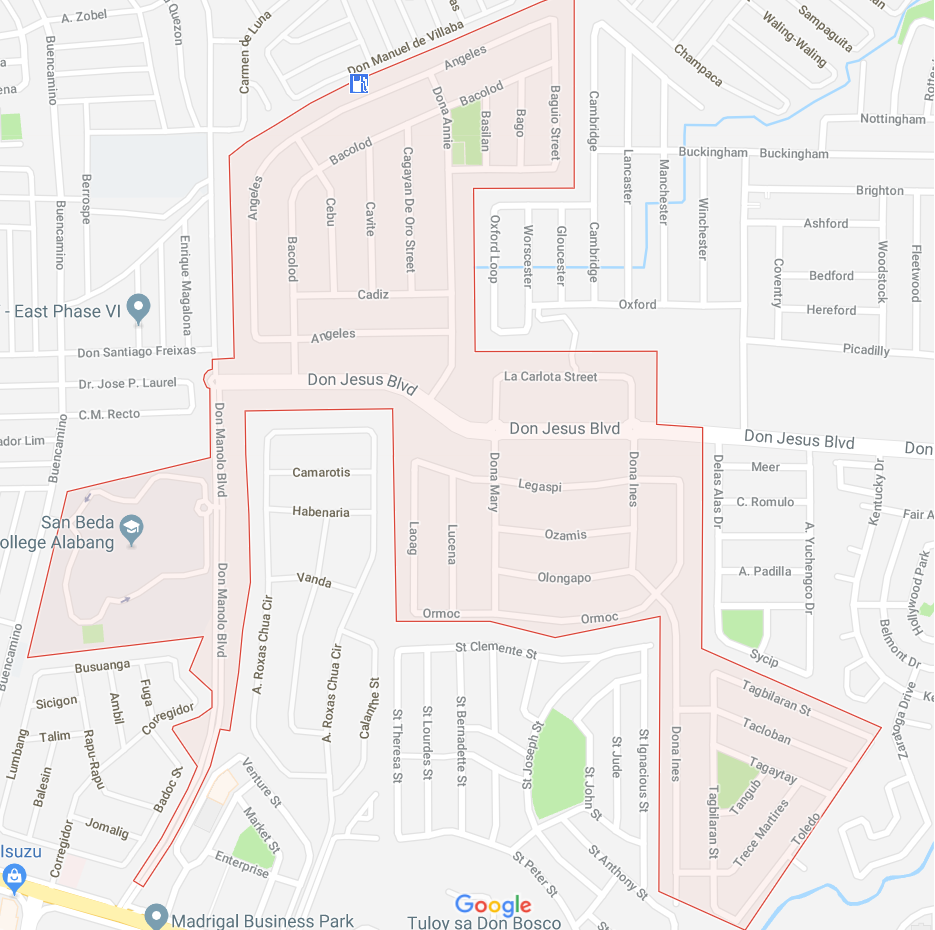 A. Zobel
Quezon
Carmen de Luna
Don Manuel de Villaba
Angeles
Sampaguita
Waling-Waling
Champaca
Buencamino
Dona Annie
Bacolod
Basilan
Bago
Baguio Street
Cambridge
Nottingham
Bacolod
Lancaster
Manchester
Buckingham
Buckingham
Berrospe
Angeles
Cebu
Cavite
Cagayan De Oro Street
Brighton
Winchester
Ashford
Buencamino
Enrique Magalona
Bacolod
Oxford Loop
Worscester
Gloucester
Cambridge
Woodstock
Fleetwood
Coventry
Bedford
Cadiz
Oxford
Hereford
- East Phase VI
Angeles
Don Santiago Freixas
Picadilly
Dr. Jose P. Laurel
Don Jesus Blvd
La Carlota Street
C.M. Recto
Don Manolo Blvd
Don Jesus Blvd
Don Jesus Blvd
Don
ador Lim
Buencamino
Camarotis
Dona Mary
Dona Ines
Delas Alas Dr
Meer
Kentucky Dr
Legaspi
C. Romulo
San Beda
College Alabang
Habenaria
Laoag
Lucena
Ozamis
A. Yuchengco Dr
Fair A
Vanda
Olongapo
A. Padilla
Hollywood Park
Don Manolo Blvd
Ormoc
Ormoc
Belmont Dr
Buencamino
A. Roxas Chua Cir
A. Roxas Chua Cir
St Clemente St
Sycip
Busuanga
Fuga
Ambil
Sicigon
Corregidor
Calanthe St
Tagbilaran St
Ke
Zaratoga Drive
Lumbang
Talim
Rapu-Rapu
St Theresa St
St Lourdes St
St Bernadette St
St Joseph St
St Jude
St Ignacious St
Dona Ines
Tacloban
Balesin
Badoc St
Venture St
St John St
Tagaytay
Tangub
Tagbilaran St
Trece Martires
Toledo
Jomalig
Market St
Corregidor
Enterprise
St Peter St
St Anthony St
Isuzu
Google
Madrigal Business Park
Tuloy sa Don Bosco